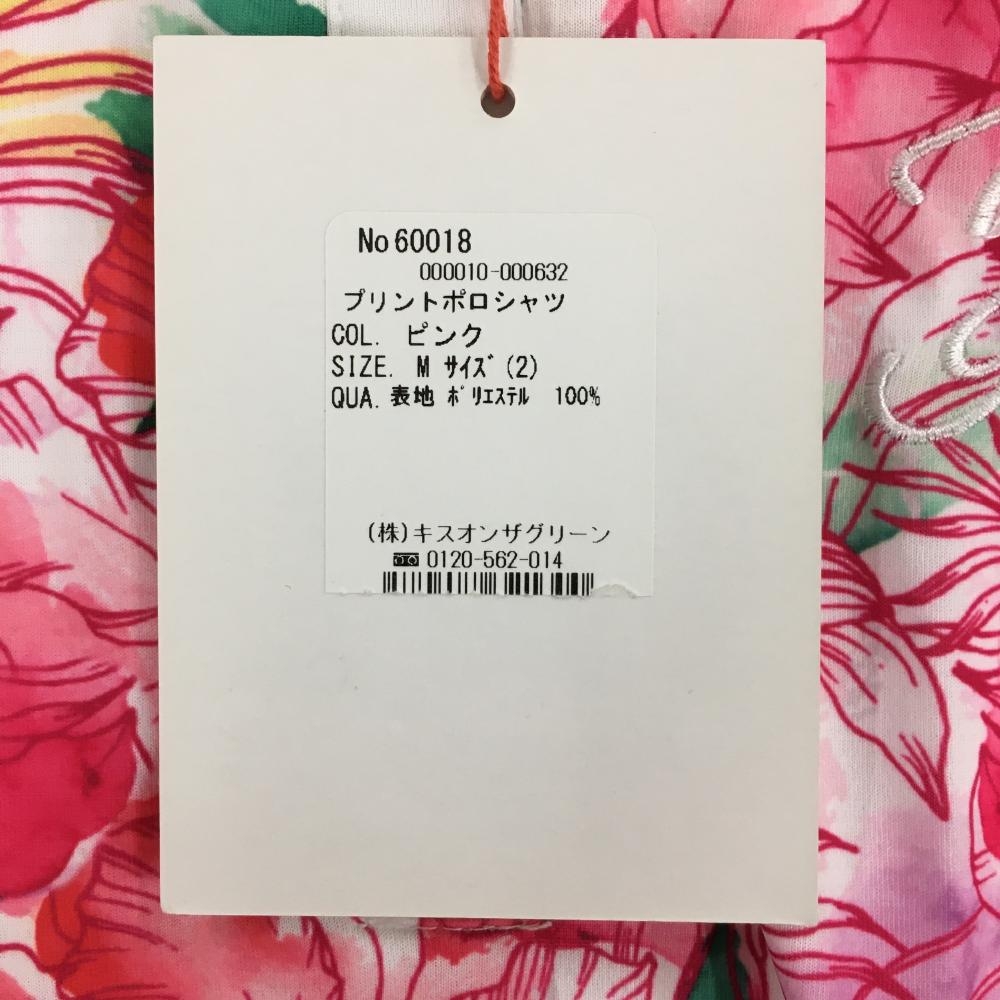 No60018
000010-000632
プリントポロシャツ
COL. ピンク
SIZE. M ｻｲｽﾞ(2)
QUA. 表地 ﾎﾟﾘｴｽﾃﾙ 100%
(株)キスオンザグリーン
0120-562-014